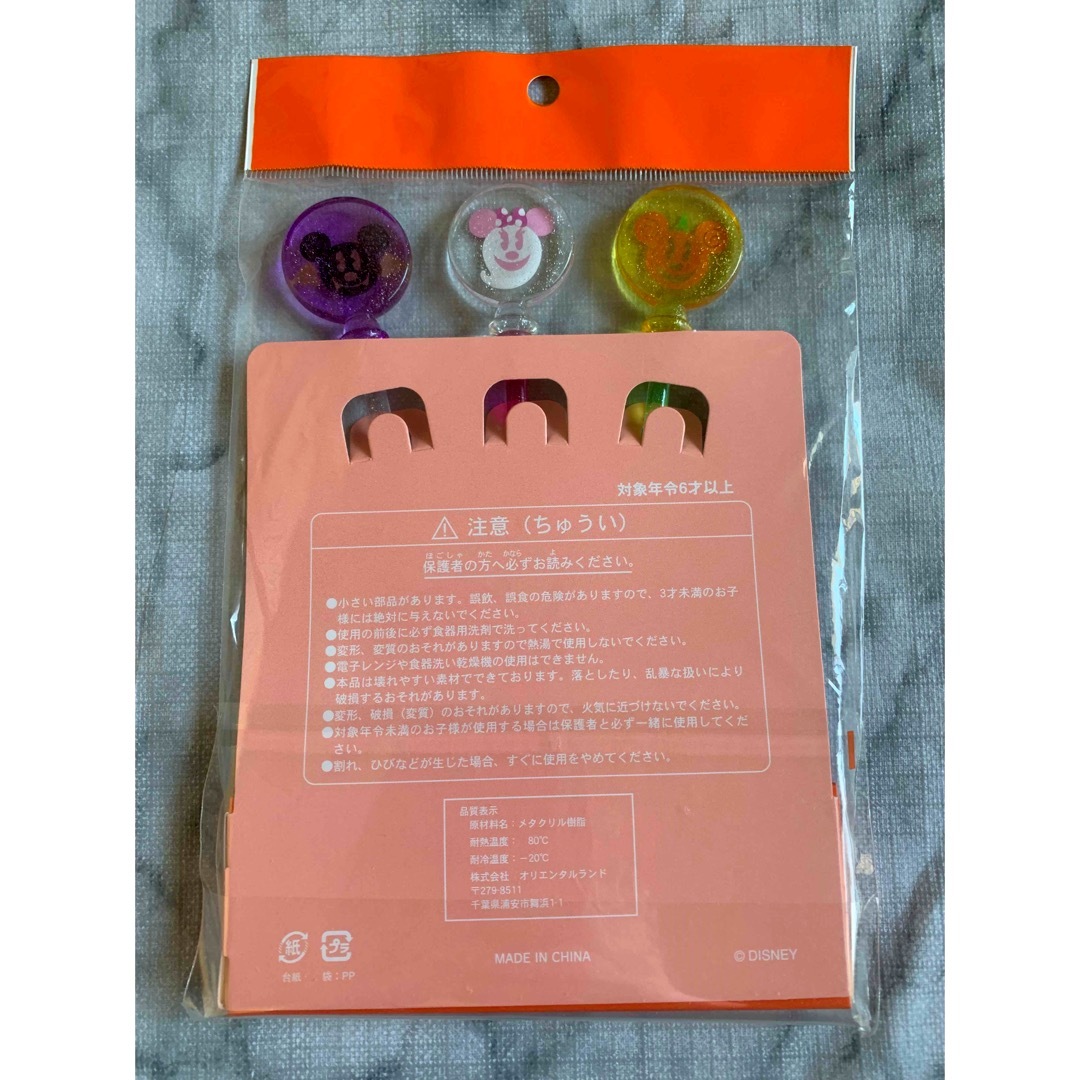 対象年令6才以上
注意（ちゅうい）
ほごしゃ かた かなら よ
保護者の方へ必ずお読みください。
●小さい部品があります。誤飲、誤食の危険がありますので、3才未満のお子
様には絶対に与えないでください。
●使用の前後に必ず食器用洗剤で洗ってください。
●変形、変質のおそれがありますので熱湯で使用しないでください。
●電子レンジや食器洗い乾燥機の使用はできません。
●本品は壊れやすい素材でできております。落としたり、乱暴な扱いにより
破損するおそれがあります。
●変形、破損（変質）のおそれがありますので、火気に近づけないでください。
●対象年令未満のお子様が使用する場合は保護者と必ず一緒に使用してくだ
さい。
●割れ、ひびなどが生じた場合、すぐに使用をやめてください。
品質表示
原材料名：メタクリル樹脂
耐熱温度： 80℃
耐冷温度：－20℃
株式会社 オリエンタルランド
〒279-8511
千葉県浦安市舞浜1-1
紙 プラ
台紙 袋：PP
MADE IN CHINA
© DISNEY